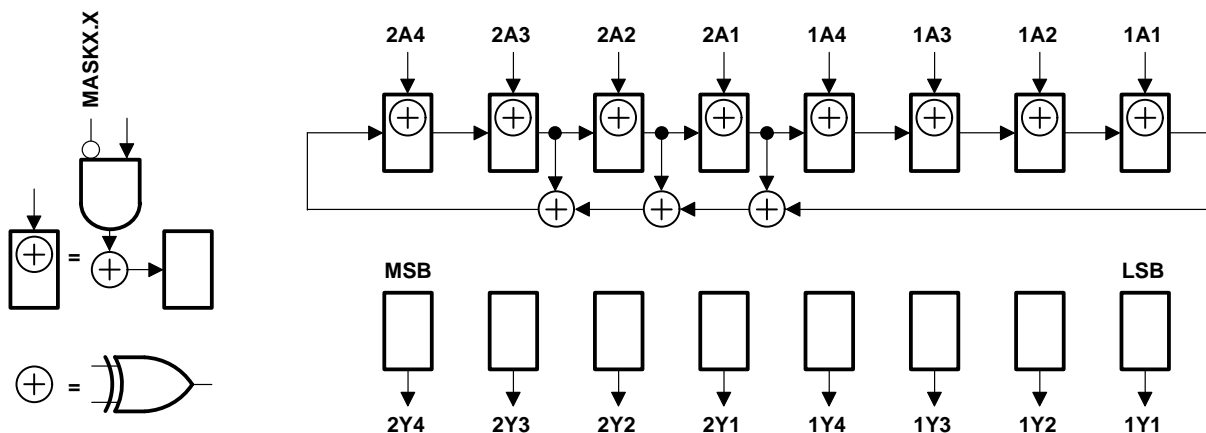 MASKX.X
2A4 2A3 2A2 2A1 1A4 1A3 1A2 1A1
=
MSB LSB
=
2Y4 2Y3 2Y2 2Y1 1Y4 1Y3 1Y2 1Y1